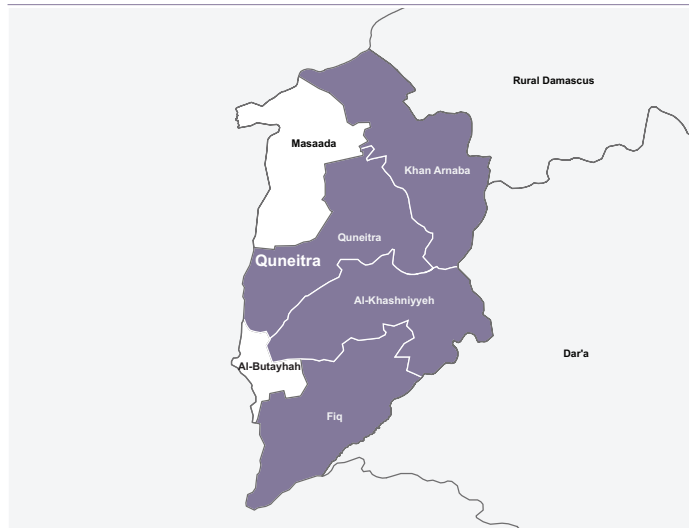 Rural Damascus
Masaada
Khan Arnaba
Quneitra
Quneitra
Al-Khashniyyeh
Dar'a
Al-Butayhah
Fiq